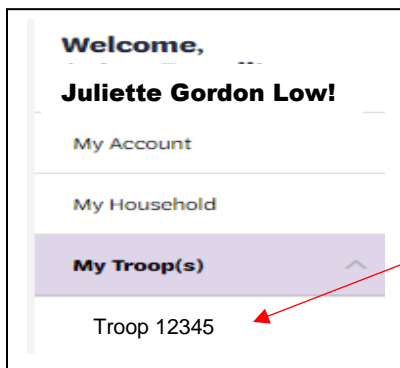 Welcome,
Juliette Gordon Low!
My Account
My Household
My Troop(s)
Troop 12345